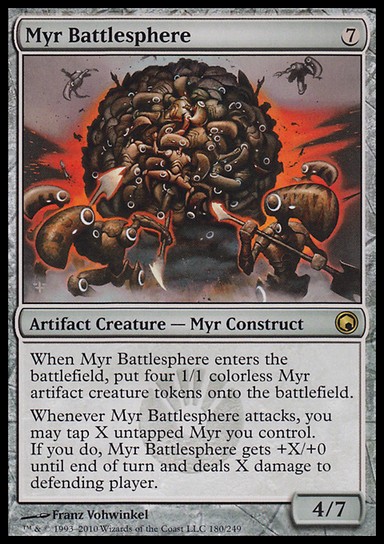 Myr Battlesphere 7
Artifact Creature — Myr Construct
When Myr Battlesphere enters the
battlefield, put four 1/1 colorless Myr
artifact creature tokens onto the battlefield.
Whenever Myr Battlesphere attacks, you
may tap X untapped Myr you control.
If you do, Myr Battlesphere gets +X/+0
until end of turn and deals X damage to
defending player.
Franz Vohwinkel
™ & © 1993–2010 Wizards of the Coast LLC 180/249
4/7